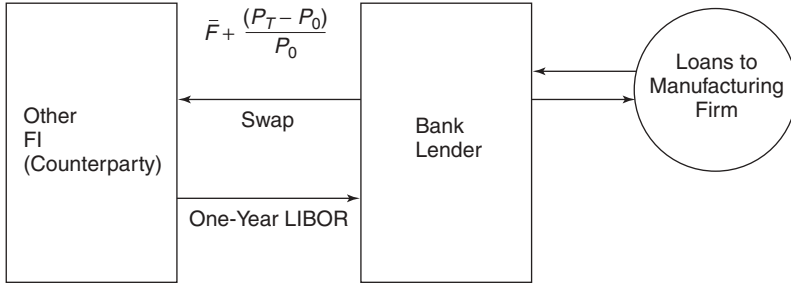 F̄ + (P_T − P_0) / P_0
Loans to
Manufacturing
Firm
Other
FI
(Counterparty)
Swap
Bank
Lender
One-Year LIBOR